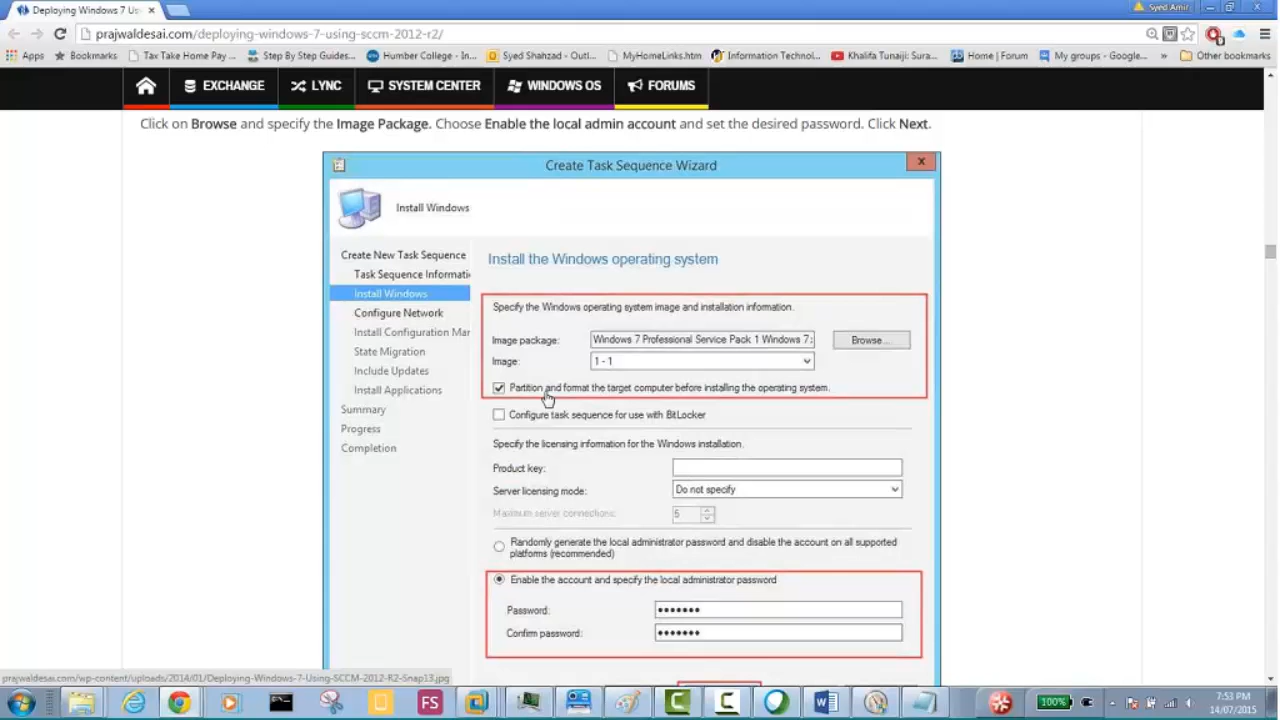 Deploying Windows 7 Us
Syed Amir
prajwaldesai.com/deploying-windows-7-using-sccm-2012-r2/
Apps Bookmarks Tax Take Home Pay ... Step By Step Guides... Humber College - In... Syed Shahzad - Outl... MyHomeLinks.htm Information Technol... Khalifa Tunaiji: Sura... Home | Forum My groups - Google... » Other bookmarks
EXCHANGE LYNC SYSTEM CENTER WINDOWS OS FORUMS
Click on Browse and specify the Image Package. Choose Enable the local admin account and set the desired password. Click Next.
Create Task Sequence Wizard
x
Install Windows
Create New Task Sequence
Task Sequence Informati
Install Windows
Configure Network
Install Configuration Mar
State Migration
Include Updates
Install Applications
Summary
Progress
Completion
Install the Windows operating system
Specify the Windows operating system image and installation information.
Image package: Windows 7 Professional Service Pack 1 Windows 7; Browse...
Image: 1 - 1
Partition and format the target computer before installing the operating system.
Configure task sequence for use with BitLocker
Specify the licensing information for the Windows installation.
Product key:
Server licensing mode: Do not specify
Maximum server connections: 5
Randomly generate the local administrator password and disable the account on all supported
platforms (recommended)
Enable the account and specify the local administrator password
Password: •••••••
Confirm password: •••••••
prajwaldesai.com/wp-content/uploads/2014/01/Deploying-Windows-7-Using-SCCM-2012-R2-Snap13.jpg
FS
100%
7:53 PM
14/07/2015